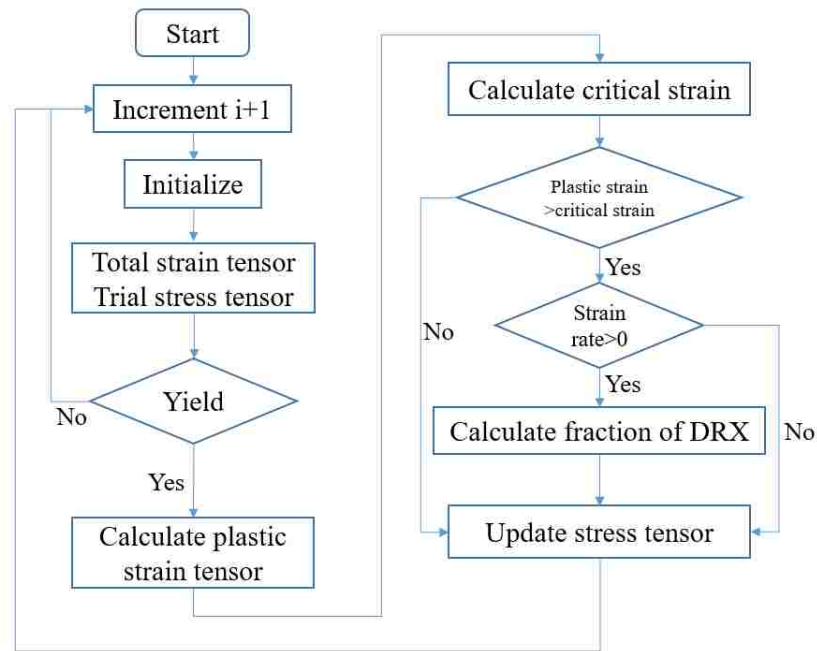 Start
Increment i+1
Initialize
Total strain tensor
Trial stress tensor
Yield
No
Yes
Calculate plastic
strain tensor
Calculate critical strain
Plastic strain
>critical strain
Yes
No
Strain
rate>0
Yes
No
Calculate fraction of DRX
Update stress tensor